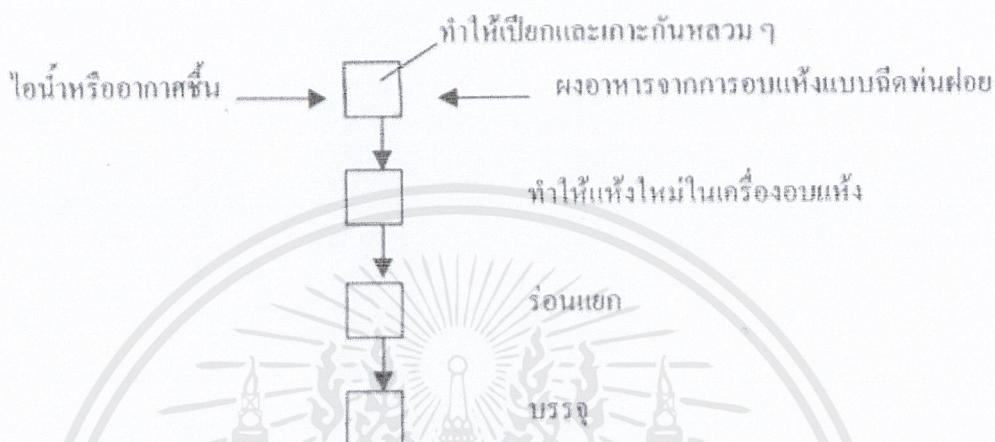 ทำให้เปียกและเกาะกันหลวม ๆ
ไอน้ำหรืออากาศชื้น
ผงอาหารจากการอบแห้งแบบฉีดพ่นฝอย
ทำให้แห้งใหม่ในเครื่องอบแห้ง
ร่อนแยก
บรรจุ